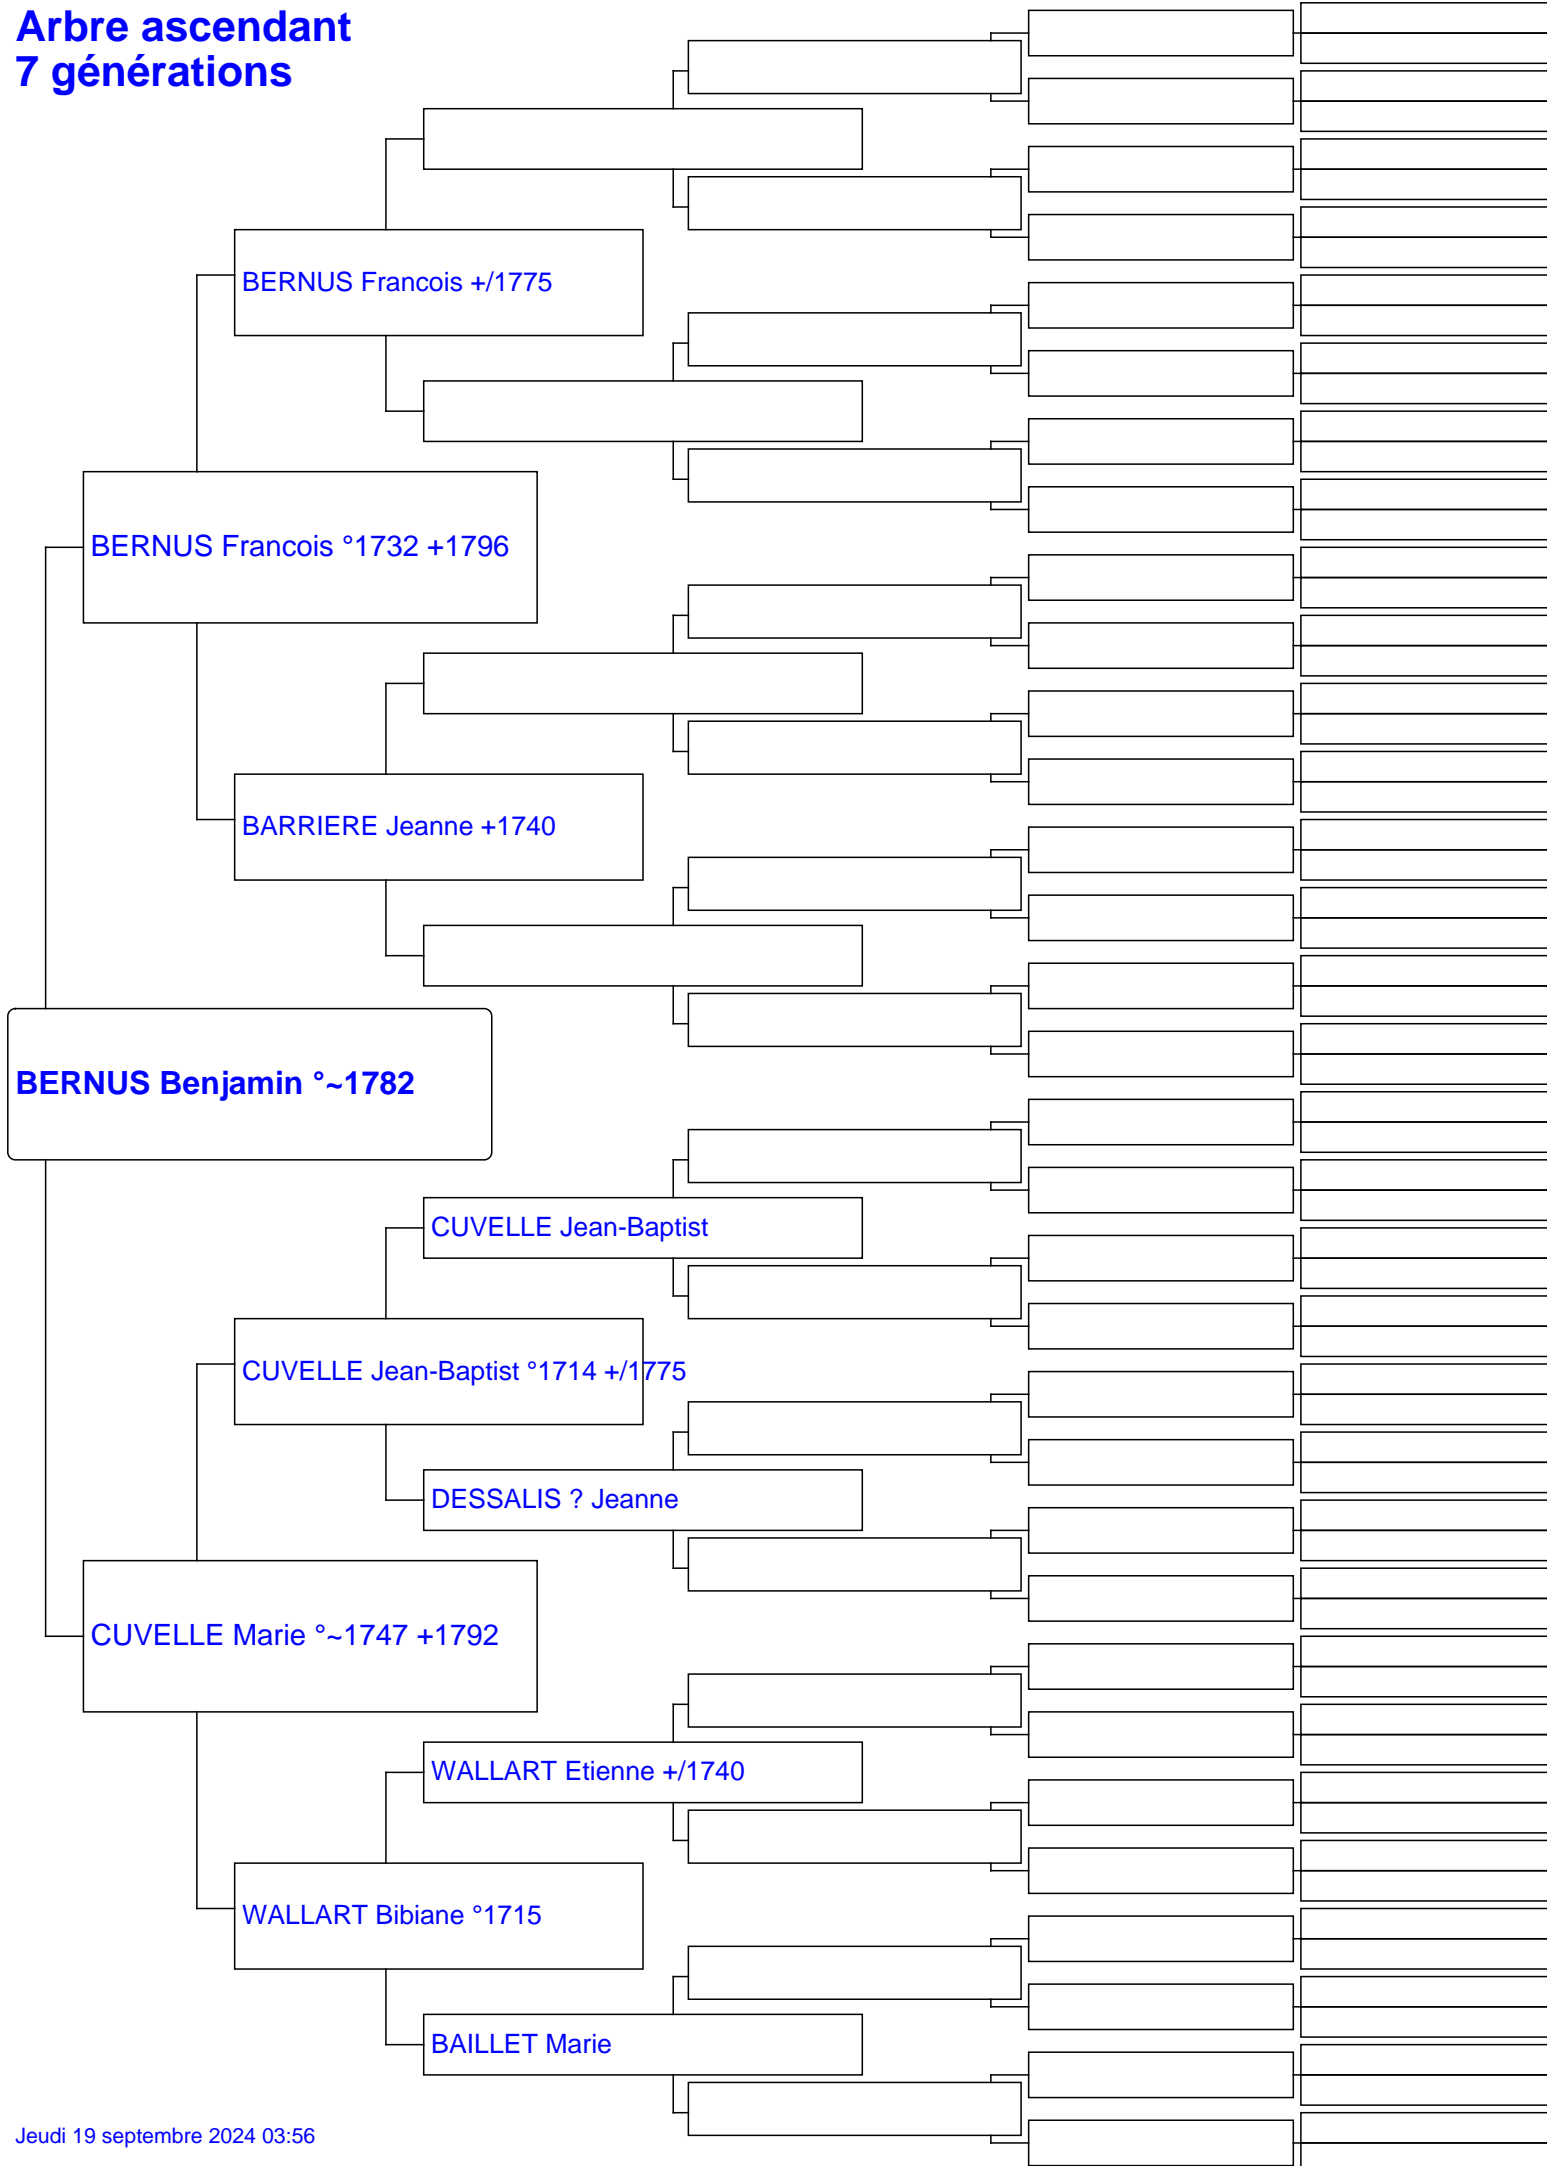 Arbre ascendant
7 générations
BERNUS Francois +/1775
BERNUS Francois °1732 +1796
BARRIERE Jeanne +1740
BERNUS Benjamin °~1782
CUVELLE Jean-Baptist
CUVELLE Jean-Baptist °1714 +/1775
DESSALIS ? Jeanne
CUVELLE Marie °~1747 +1792
WALLART Etienne +/1740
WALLART Bibiane °1715
BAILLET Marie
Jeudi 19 septembre 2024 03:56